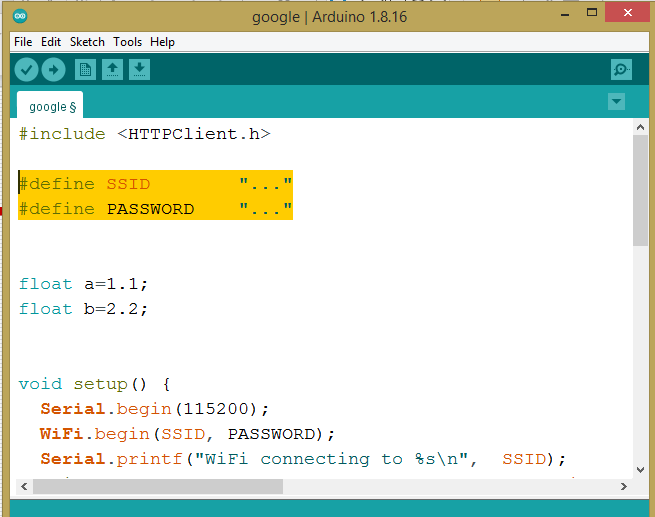 google | Arduino 1.8.16
File Edit Sketch Tools Help
google §
#include <HTTPClient.h>
#define SSID        "..."
#define PASSWORD    "..."
float a=1.1;
float b=2.2;
void setup() {
  Serial.begin(115200);
  WiFi.begin(SSID, PASSWORD);
  Serial.printf("WiFi connecting to %s\n",  SSID);